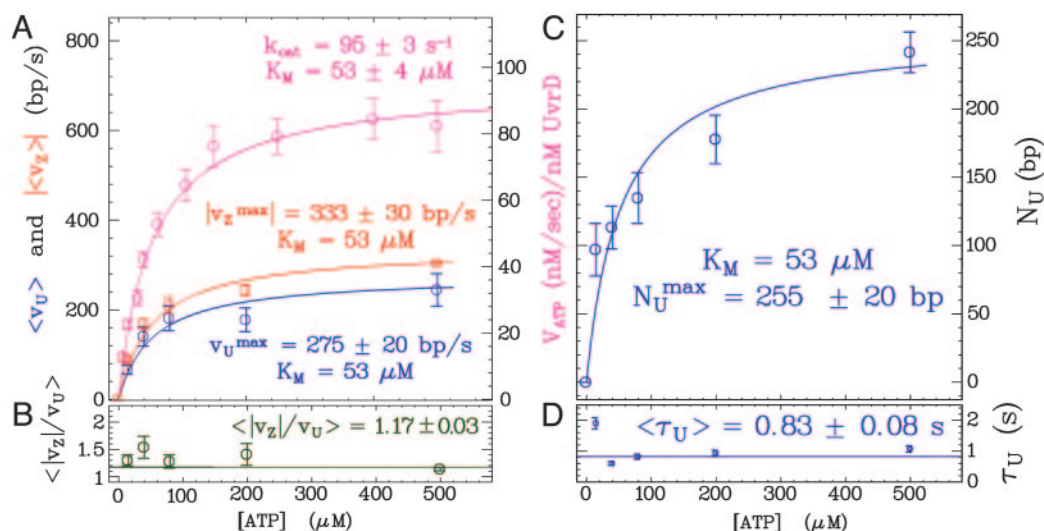 A
800
600
400
200
0
<v_U> and |<v_Z>| (bp/s)
k_cat = 95 ± 3 s⁻¹
K_M = 53 ± 4 μM
|v_Z^max| = 333 ± 30 bp/s
K_M = 53 μM
v_U^max = 275 ± 20 bp/s
K_M = 53 μM
100
80
60
40
20
0
V_ATP (nM/sec)/nM UvrD
B
2
1.5
1
<|v_Z|/v_U>
<|v_Z|/v_U> = 1.17±0.03
0 100 200 300 400 500
[ATP] (μM)
C
K_M = 53 μM
N_U^max = 255 ± 20 bp
250
200
150
100
50
0
N_U (bp)
D
<τ_U> = 0.83 ± 0.08 s
2
1
0
τ_U (s)
0 100 200 300 400 500
[ATP] (μM)